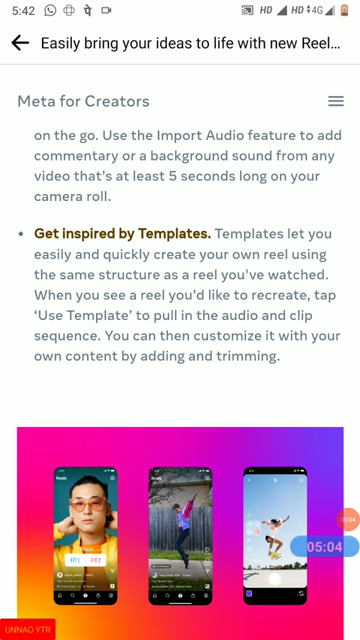 5:42
HD
HD
4G
Easily bring your ideas to life with new Reel...
Meta for Creators
on the go. Use the Import Audio feature to add
commentary or a background sound from any
video that's at least 5 seconds long on your
camera roll.
• Get inspired by Templates. Templates let you
easily and quickly create your own reel using
the same structure as a reel you've watched.
When you see a reel you'd like to recreate, tap
‘Use Template’ to pull in the audio and clip
sequence. You can then customize it with your
own content by adding and trimming.
Reels
Reels
05:04
UNNAO YTR